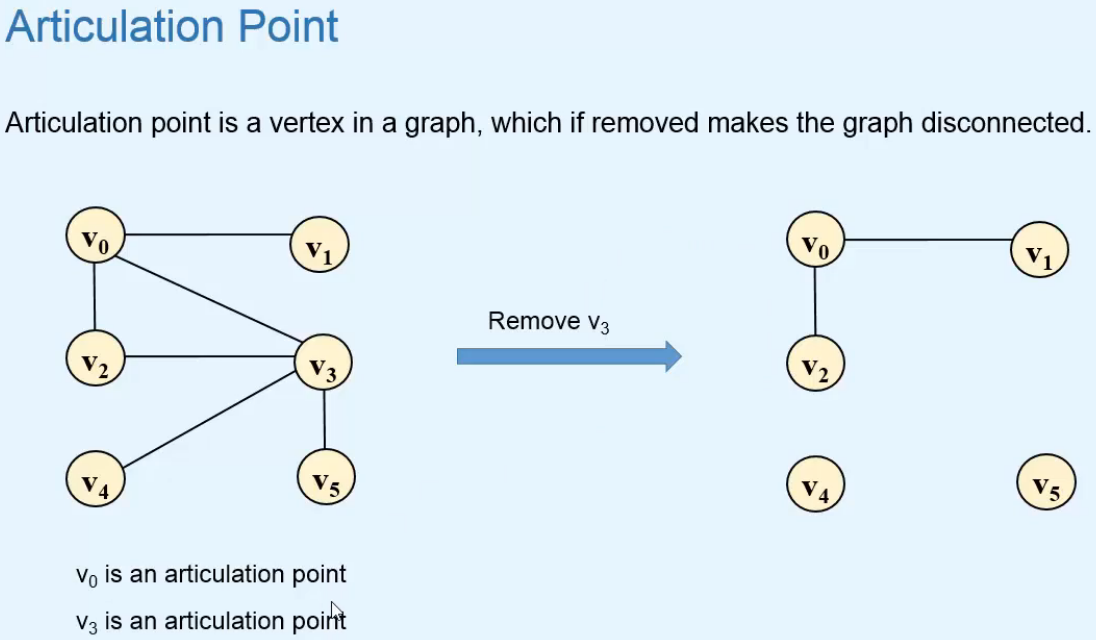 Articulation Point
Articulation point is a vertex in a graph, which if removed makes the graph disconnected.
v₀ v₁ v₀ v₁
Remove v₃
v₂ v₃ v₂
v₄ v₅ v₄ v₅
v₀ is an articulation point
v₃ is an articulation point